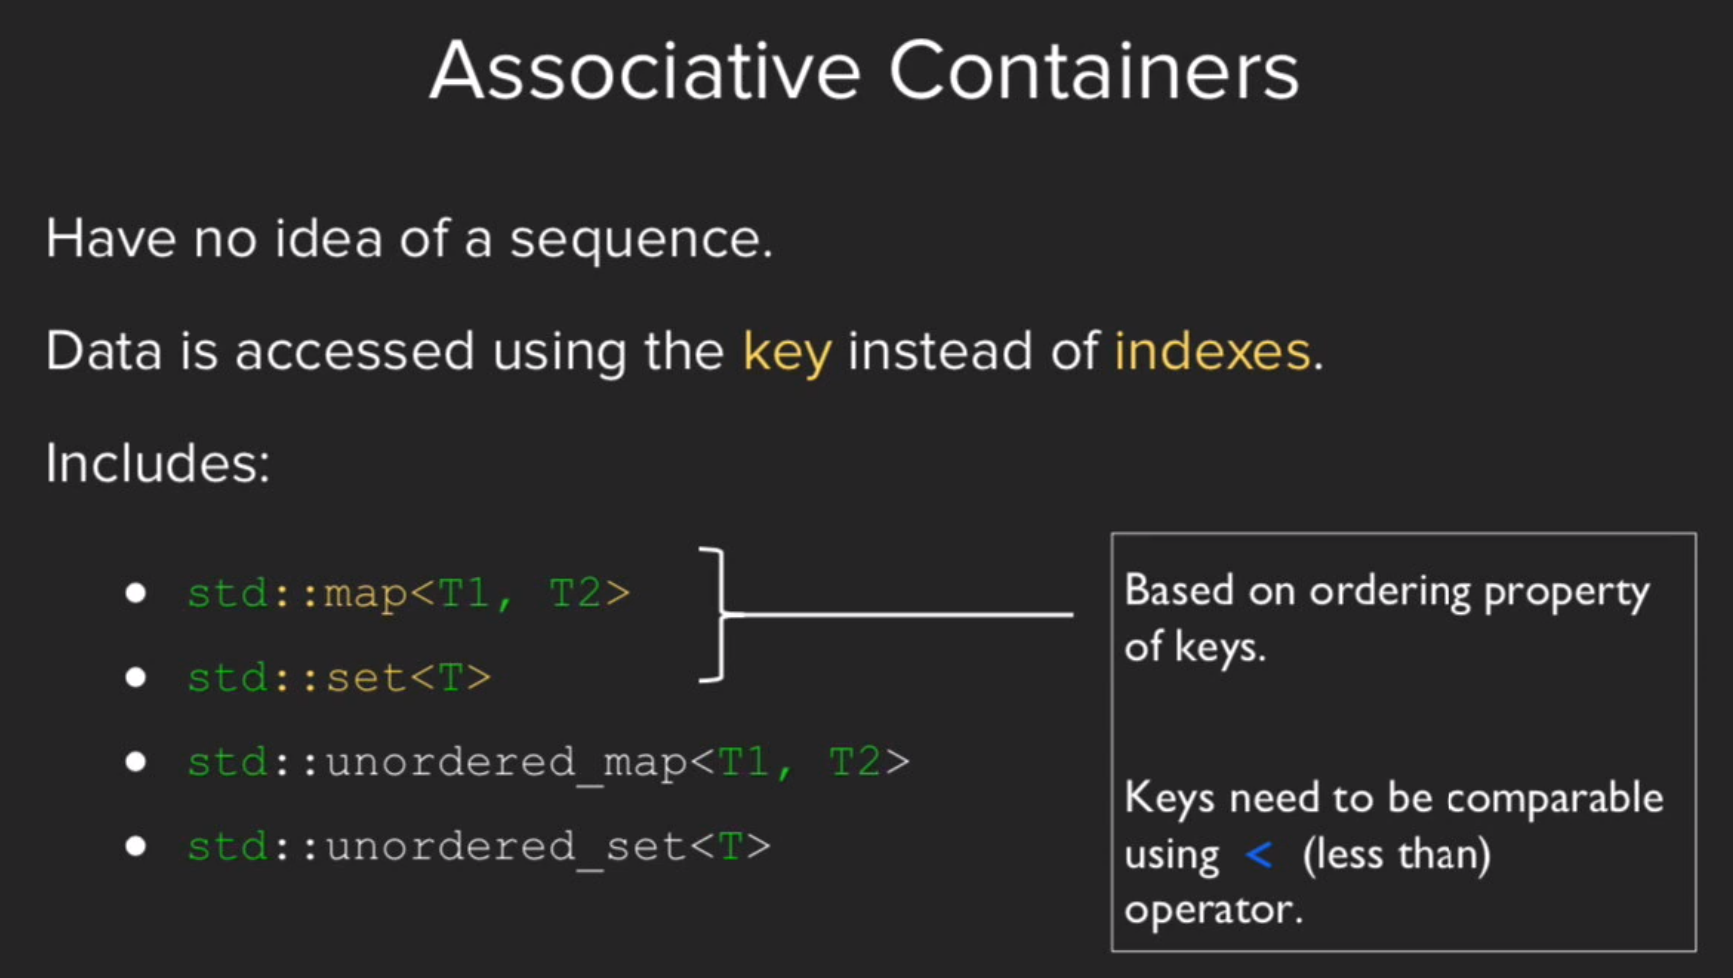 Associative Containers
Have no idea of a sequence.
Data is accessed using the key instead of indexes.
Includes:
● std::map<T1, T2>
● std::set<T>
● std::unordered_map<T1, T2>
● std::unordered_set<T>
Based on ordering property
of keys.
Keys need to be comparable
using < (less than)
operator.